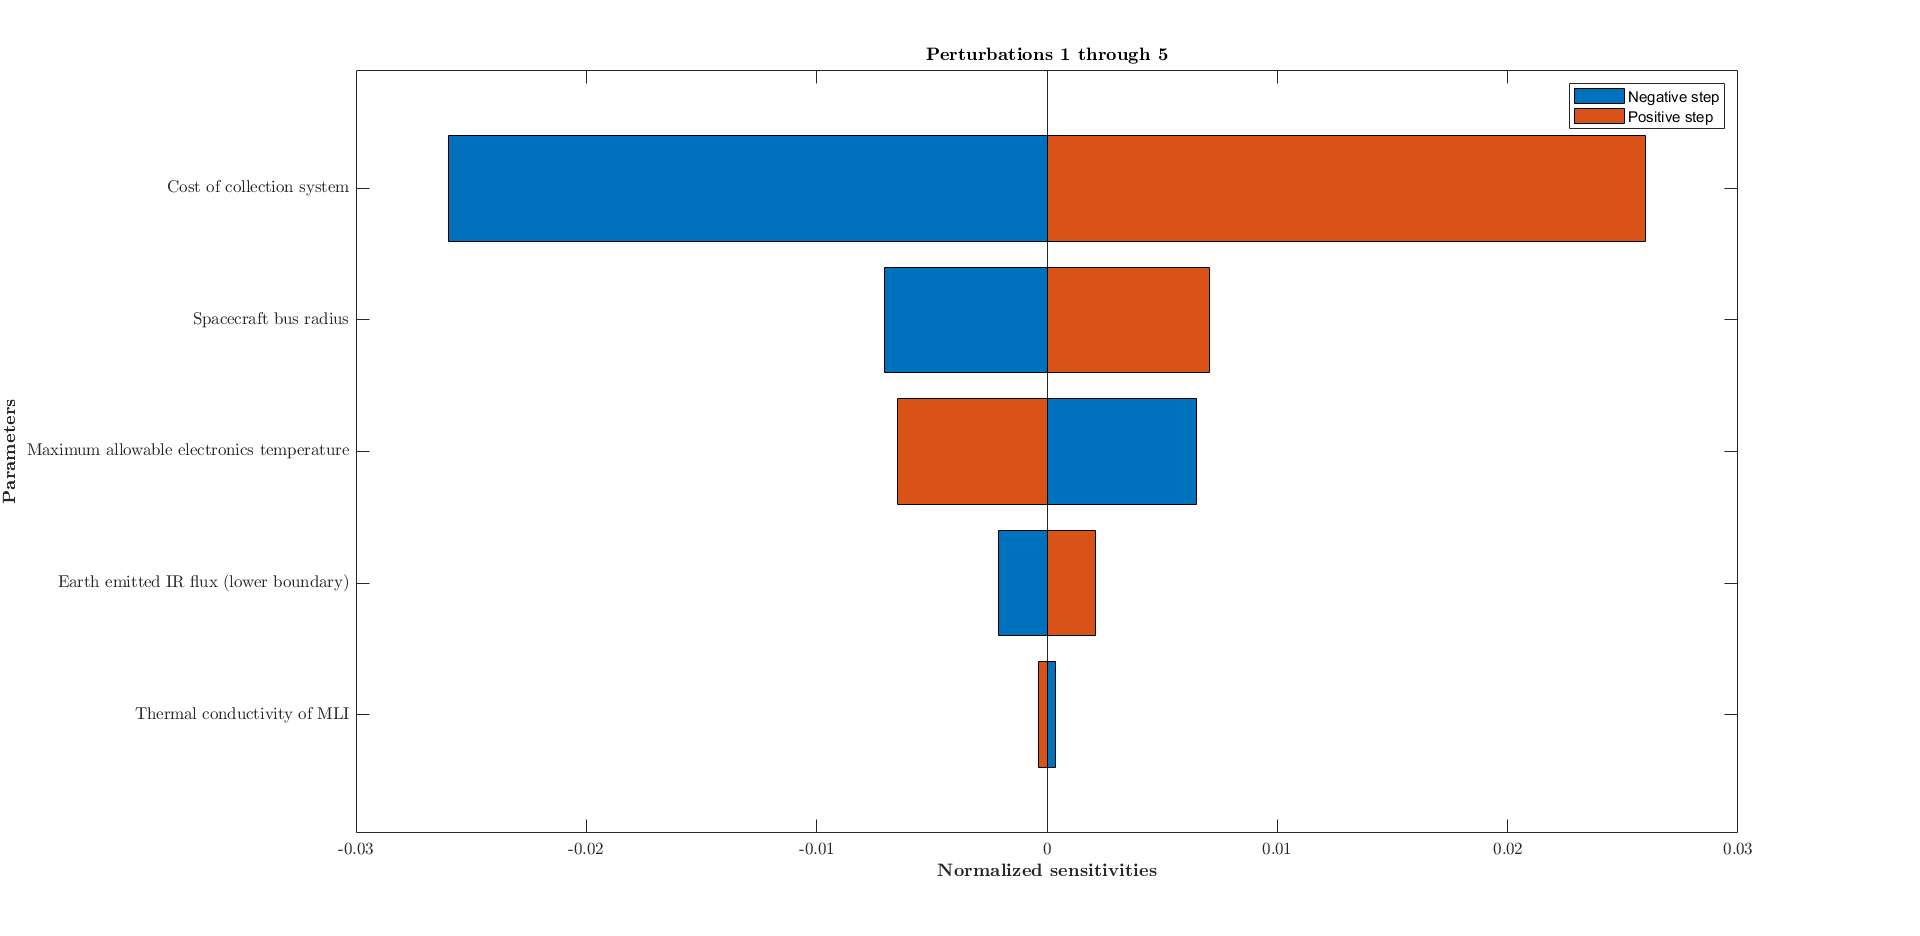 Perturbations 1 through 5
Negative step
Positive step
Cost of collection system
Spacecraft bus radius
Maximum allowable electronics temperature
Earth emitted IR flux (lower boundary)
Thermal conductivity of MLI
Parameters
-0.03 -0.02 -0.01 0 0.01 0.02 0.03
Normalized sensitivities